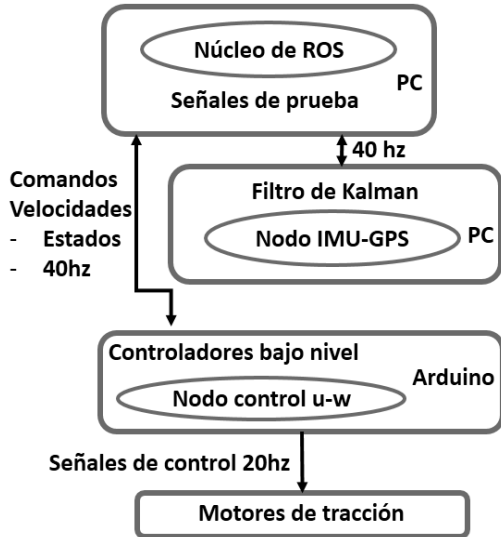 Núcleo de ROS
Señales de prueba
PC
40 hz
Comandos
Velocidades
- Estados
- 40hz
Filtro de Kalman
Nodo IMU-GPS
PC
Controladores bajo nivel
Arduino
Nodo control u-w
Señales de control 20hz
Motores de tracción